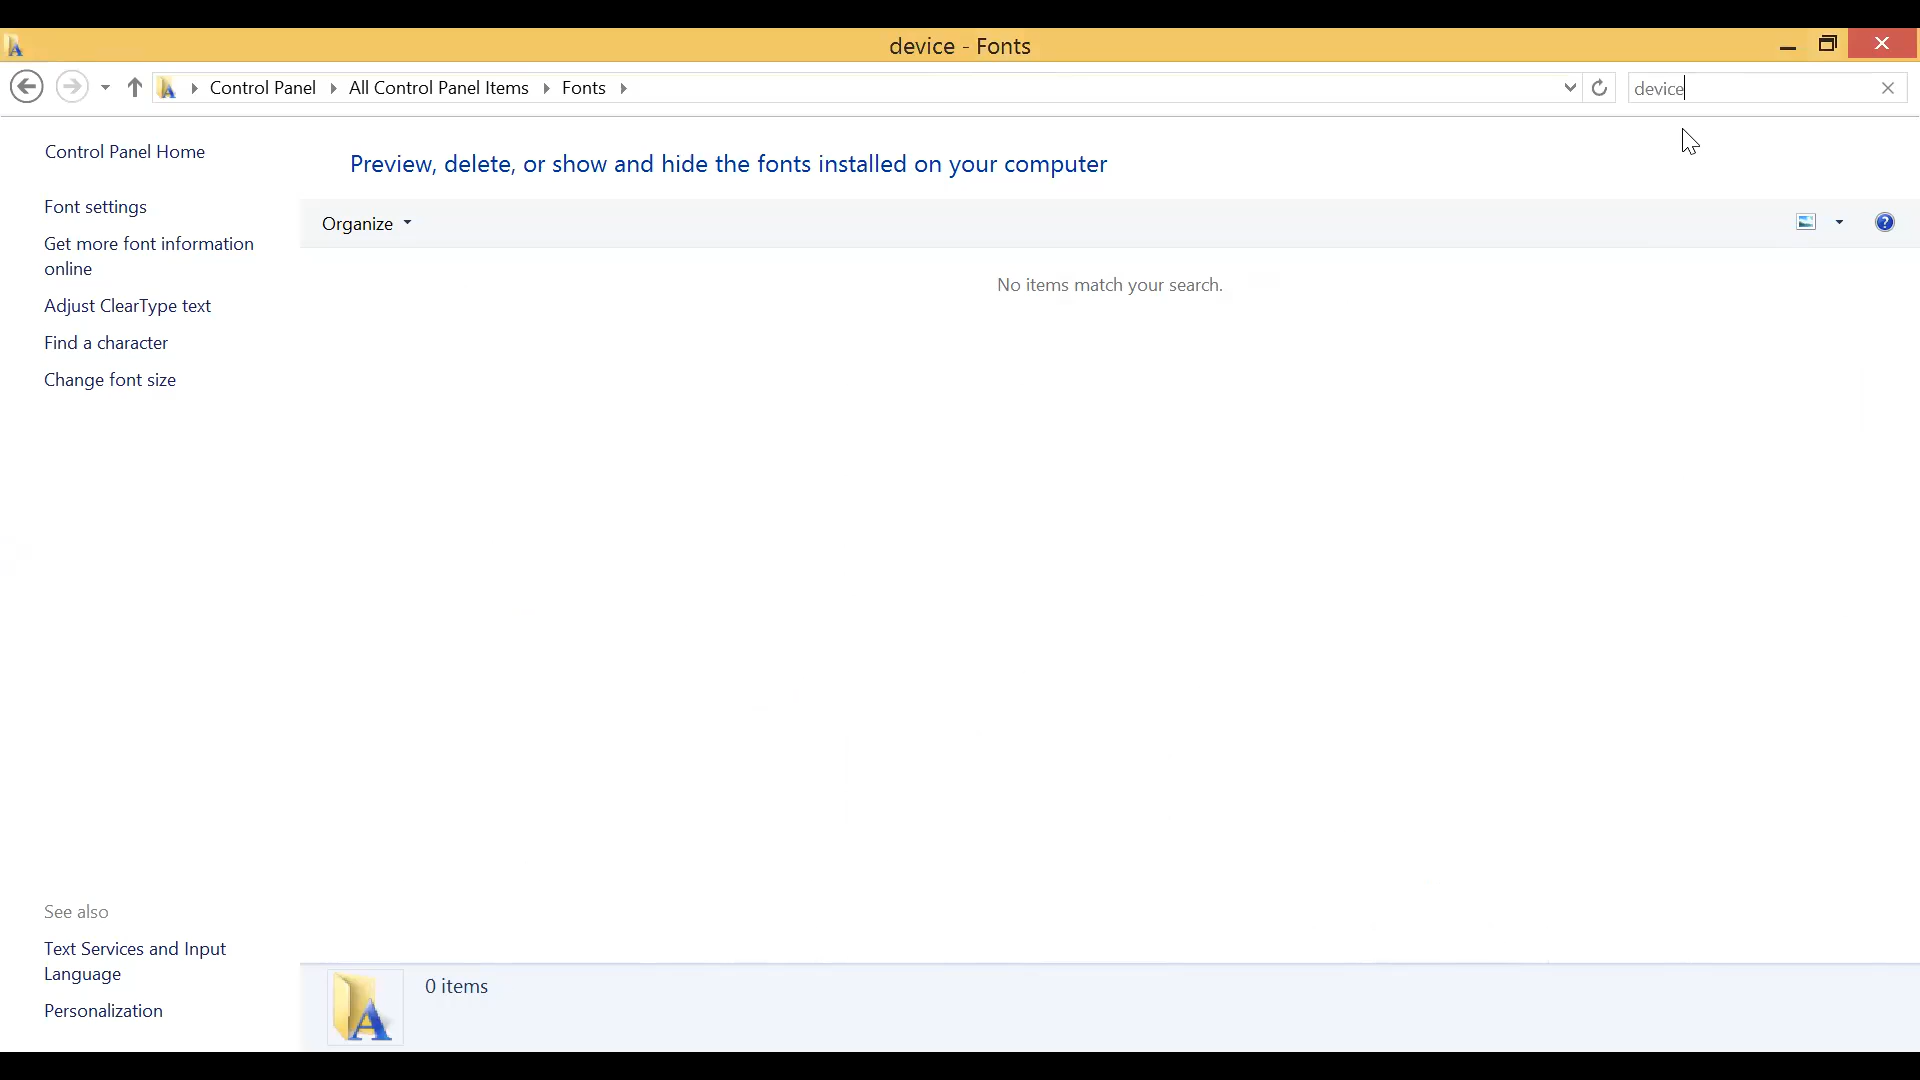 device - Fonts
Control Panel
All Control Panel Items
Fonts
device
Control Panel Home
Font settings
Get more font information
online
Adjust ClearType text
Find a character
Change font size
Preview, delete, or show and hide the fonts installed on your computer
Organize
No items match your search.
See also
Text Services and Input
Language
Personalization
0 items